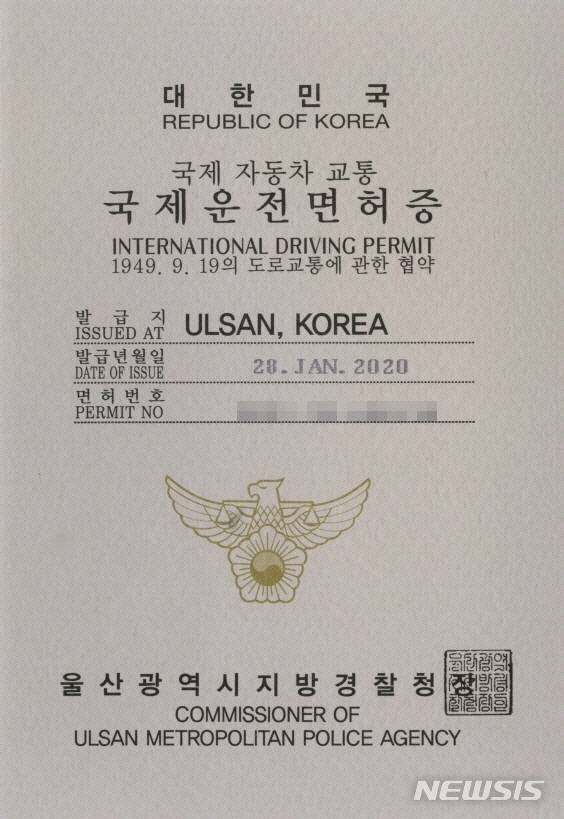 대한민국
REPUBLIC OF KOREA
국제 자동차 교통
국제운전면허증
INTERNATIONAL DRIVING PERMIT
1949. 9. 19의 도로교통에 관한 협약
발급지
ISSUED AT ULSAN, KOREA
발급년월일
DATE OF ISSUE 28. JAN. 2020
면허번호
PERMIT NO
울산광역시지방경찰청장
COMMISSIONER OF
ULSAN METROPOLITAN POLICE AGENCY
NEWSIS